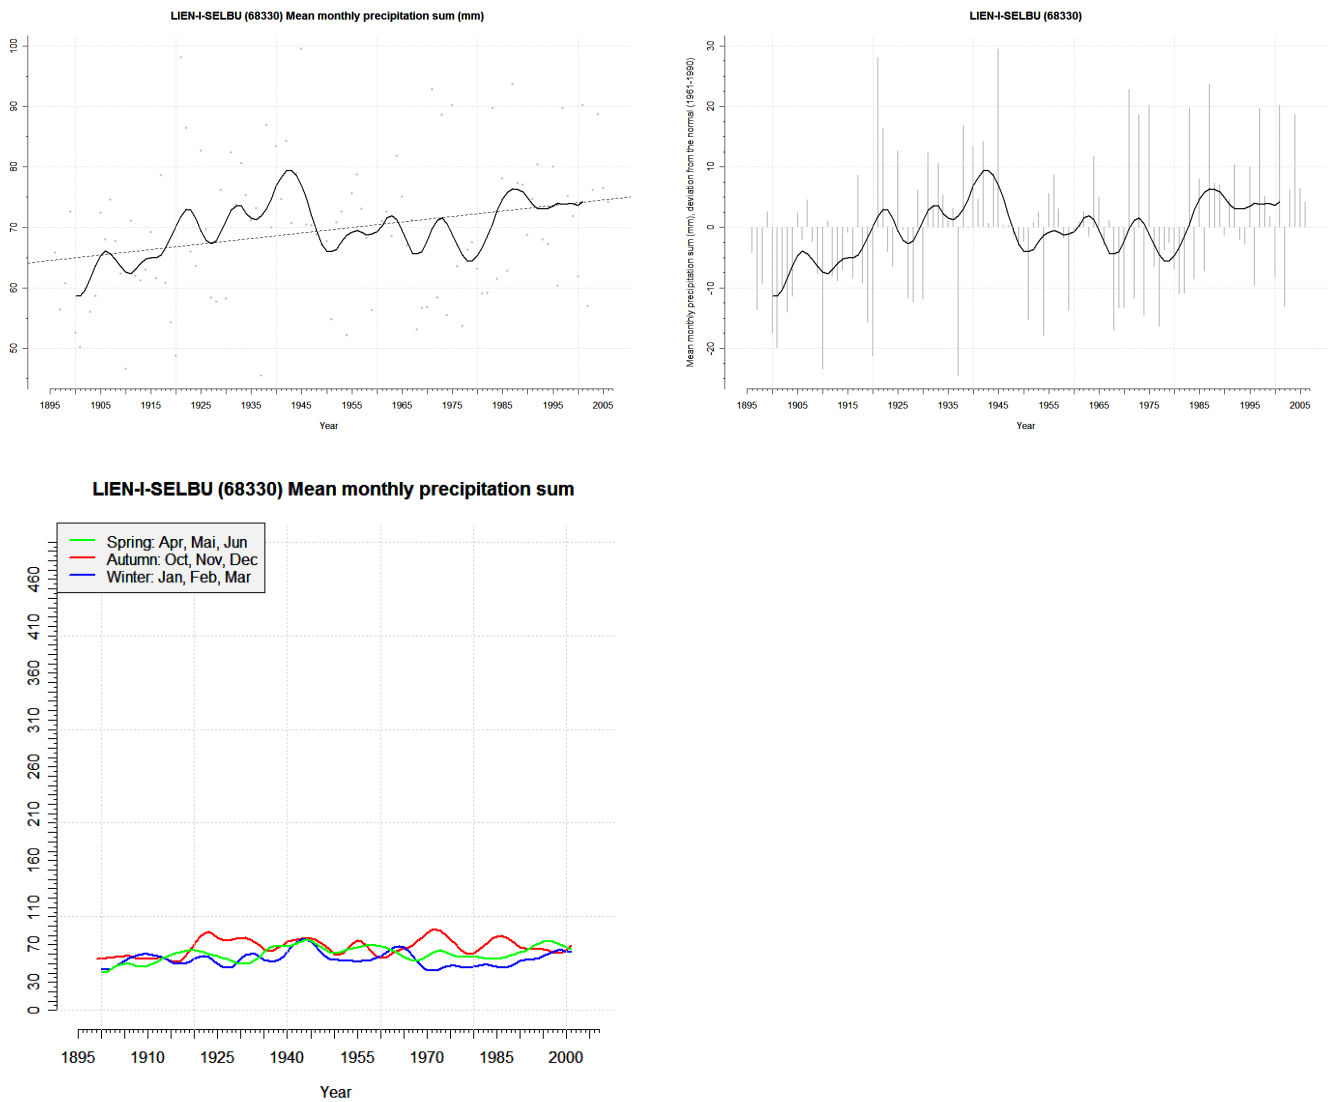 LIEN-I-SELBU (68330) Mean monthly precipitation sum (mm)
100
90
80
70
60
50
1895 1905 1915 1925 1935 1945 1955 1965 1975 1985 1995 2005
Year
LIEN-I-SELBU (68330)
Mean monthly precipitation sum (mm), deviation from the normal (1961-1990)
30
20
10
0
-10
-20
1895 1905 1915 1925 1935 1945 1955 1965 1975 1985 1995 2005
Year
LIEN-I-SELBU (68330) Mean monthly precipitation sum
Spring: Apr, Mai, Jun
Autumn: Oct, Nov, Dec
Winter: Jan, Feb, Mar
460
410
360
310
260
210
160
110
70
30
0
1895 1910 1925 1940 1955 1970 1985 2000
Year